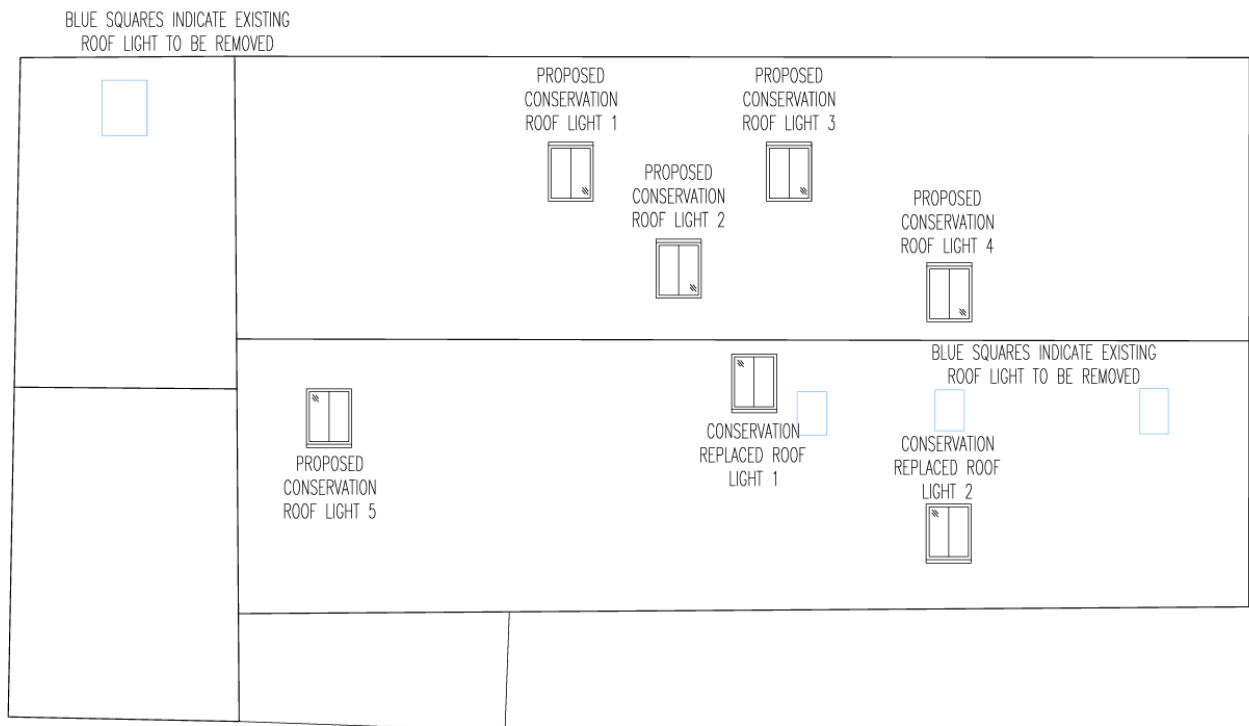 BLUE SQUARES INDICATE EXISTING
ROOF LIGHT TO BE REMOVED
PROPOSED
CONSERVATION
ROOF LIGHT 1
PROPOSED
CONSERVATION
ROOF LIGHT 3
PROPOSED
CONSERVATION
ROOF LIGHT 2
PROPOSED
CONSERVATION
ROOF LIGHT 4
BLUE SQUARES INDICATE EXISTING
ROOF LIGHT TO BE REMOVED
CONSERVATION
REPLACED ROOF
LIGHT 1
CONSERVATION
REPLACED ROOF
LIGHT 2
PROPOSED
CONSERVATION
ROOF LIGHT 5